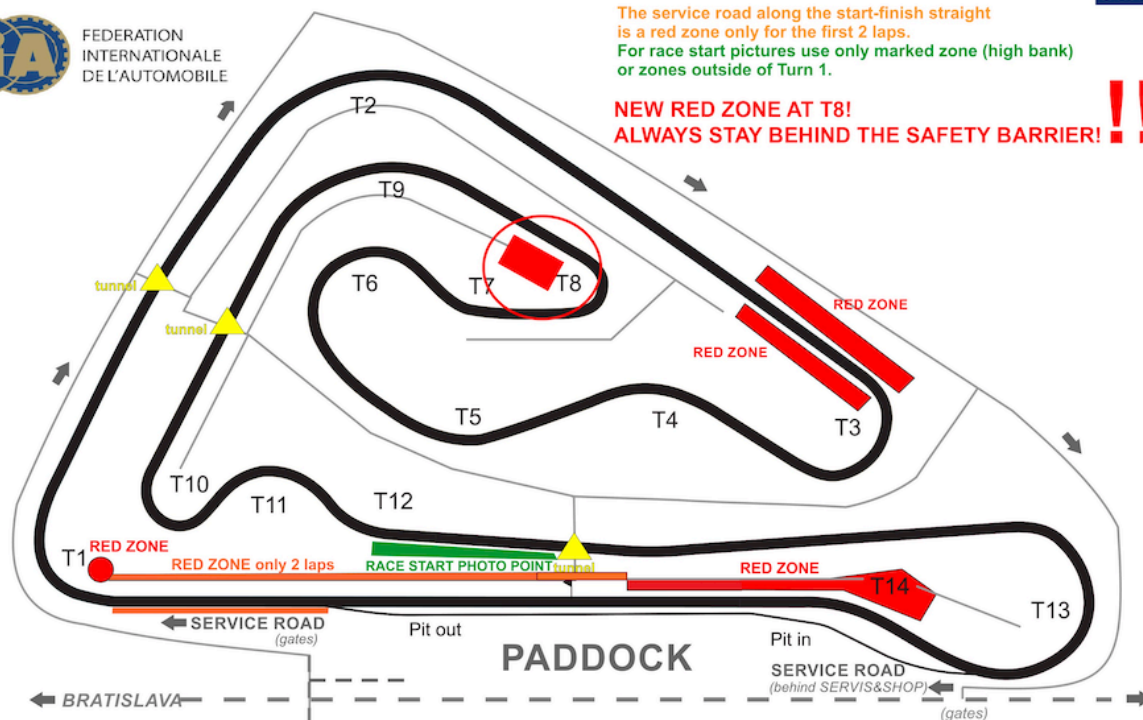 FEDERATION
INTERNATIONALE
DE L'AUTOMOBILE
The service road along the start-finish straight
is a red zone only for the first 2 laps.
For race start pictures use only marked zone (high bank)
or zones outside of Turn 1.
NEW RED ZONE AT T8!
ALWAYS STAY BEHIND THE SAFETY BARRIER!
T2
T9
tunnel
T6
T7
T8
RED ZONE
tunnel
RED ZONE
T5
T4
T3
T10
T11
T12
T1
RED ZONE
RED ZONE only 2 laps
RACE START PHOTO POINT
tunnel
RED ZONE
T14
T13
SERVICE ROAD
(gates)
Pit out
Pit in
PADDOCK
SERVICE ROAD
(behind SERVIS&SHOP)
BRATISLAVA
(gates)